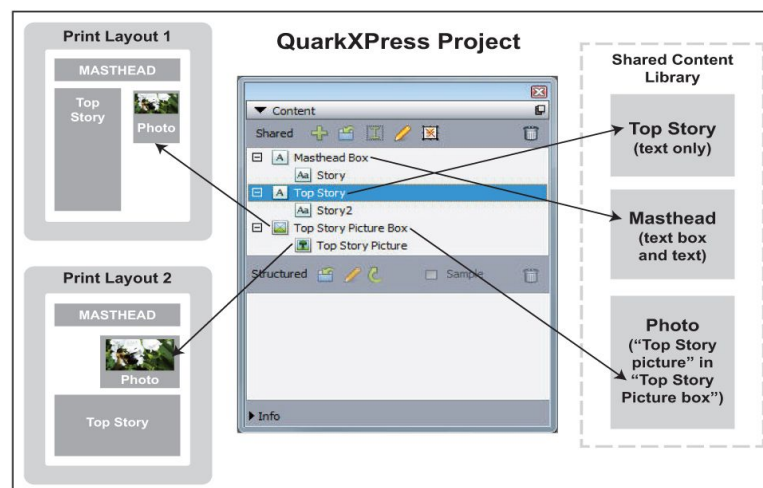 Print Layout 1
MASTHEAD
Top
Story
Photo
Print Layout 2
MASTHEAD
Photo
Top Story
QuarkXPress Project
Content
Shared
Masthead Box
Story
Top Story
Story2
Top Story Picture Box
Top Story Picture
Structured
Sample
Info
Shared Content
Library
Top Story
(text only)
Masthead
(text box
and text)
Photo
(“Top Story
picture” in
“Top Story
Picture box”)